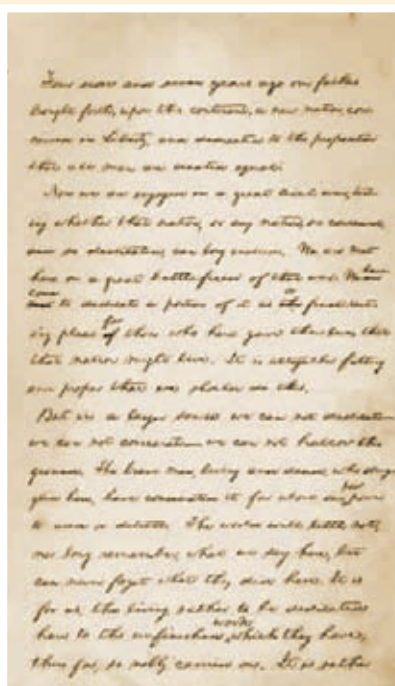 Four score and seven years ago our fathers
brought forth, upon this continent, a new nation, con
ceived in Liberty, and dedicated to the proposition
that all men are created equal.
Now we are engaged in a great civil war, test
ing whether that nation, or any nation, so conceived,
and so dedicated, can long endure. We are met
here on a great battlefield of that war. We have
come to dedicate a portion of it as a final rest
ing place for those who here gave their lives that
that nation might live. It is altogether fitting
and proper that we should do this.
But in a larger sense we can not dedicate
we can not consecrate we can not hallow this
ground. The brave men, living and dead, who strug
gled here, have consecrated it far above our poor power
to add or detract. The world will little note,
nor long remember, what we say here, but
can never forget what they did here. It is
for us, the living, rather to be dedicated
here to the unfinished work which they have,
thus far, so nobly carried on. It is rather